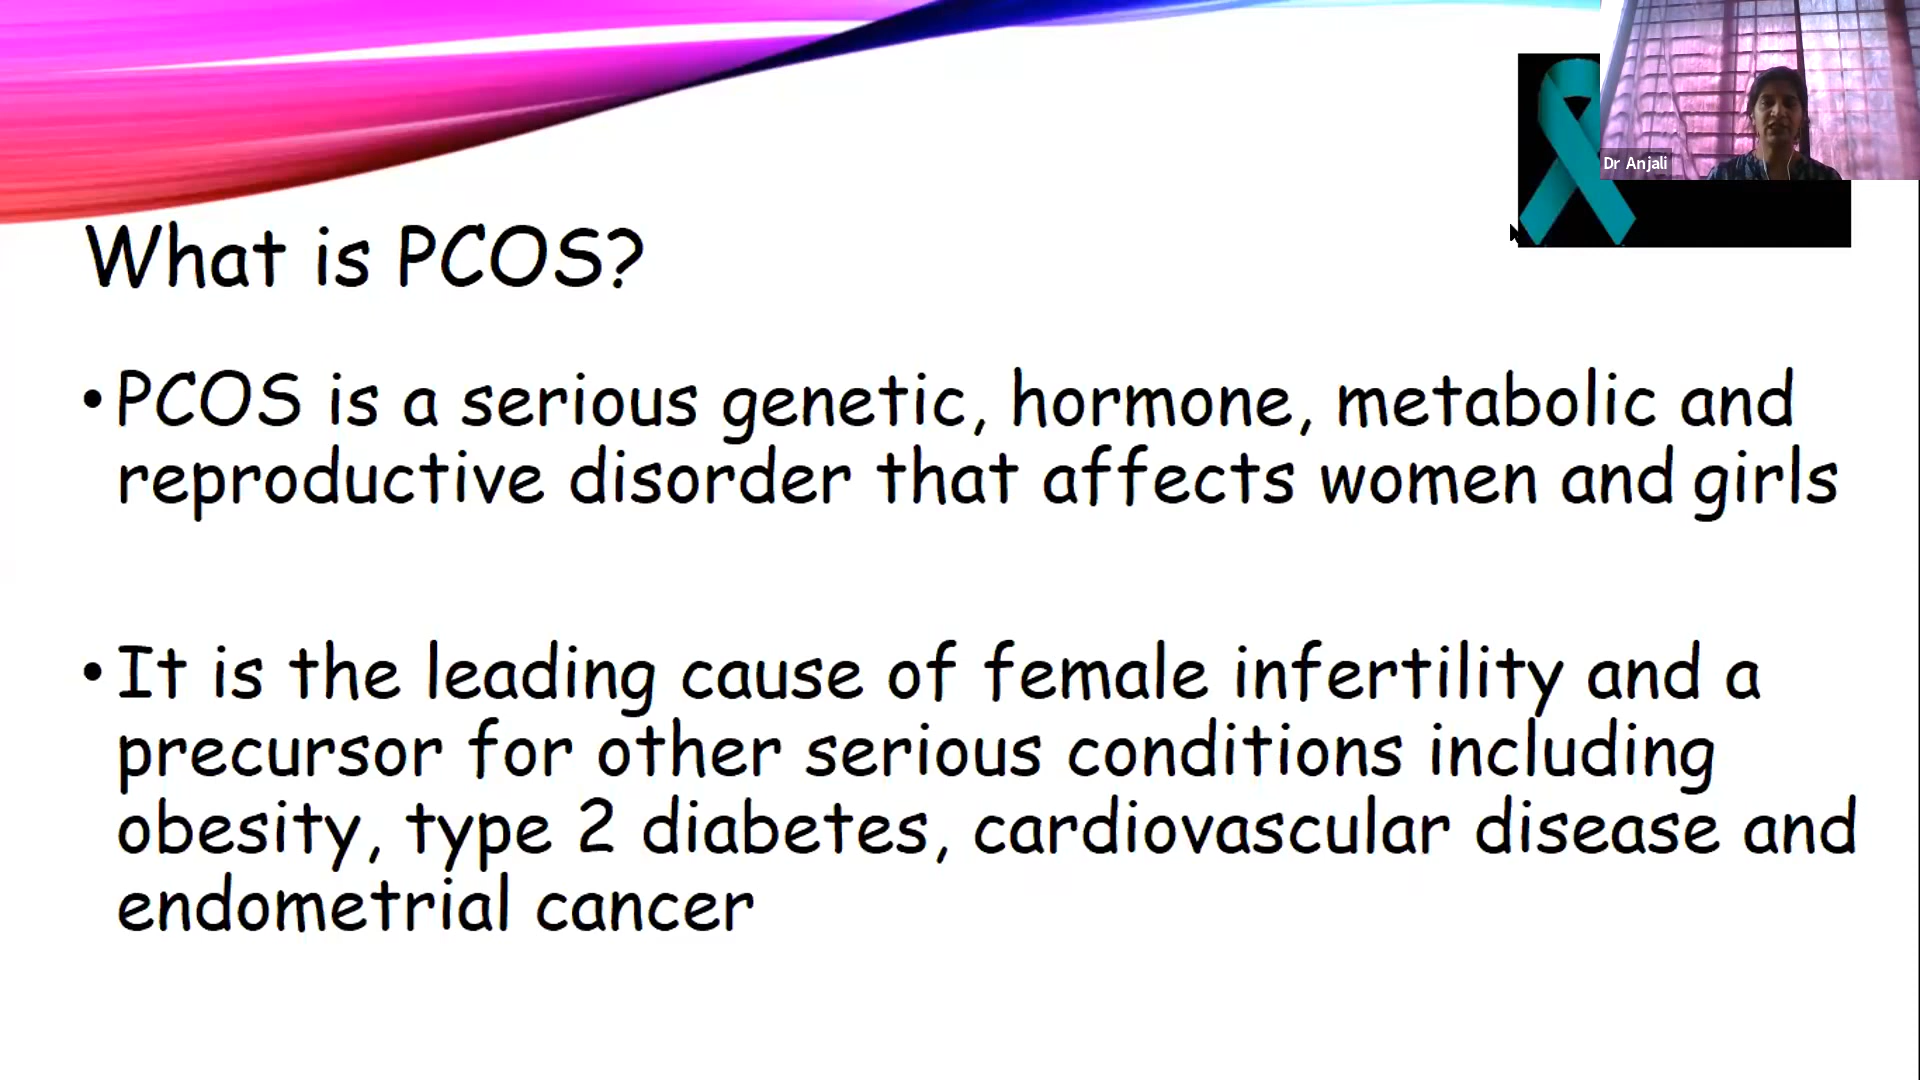 Dr Anjali
What is PCOS?
•PCOS is a serious genetic, hormone, metabolic and
reproductive disorder that affects women and girls
•It is the leading cause of female infertility and a
precursor for other serious conditions including
obesity, type 2 diabetes, cardiovascular disease and
endometrial cancer